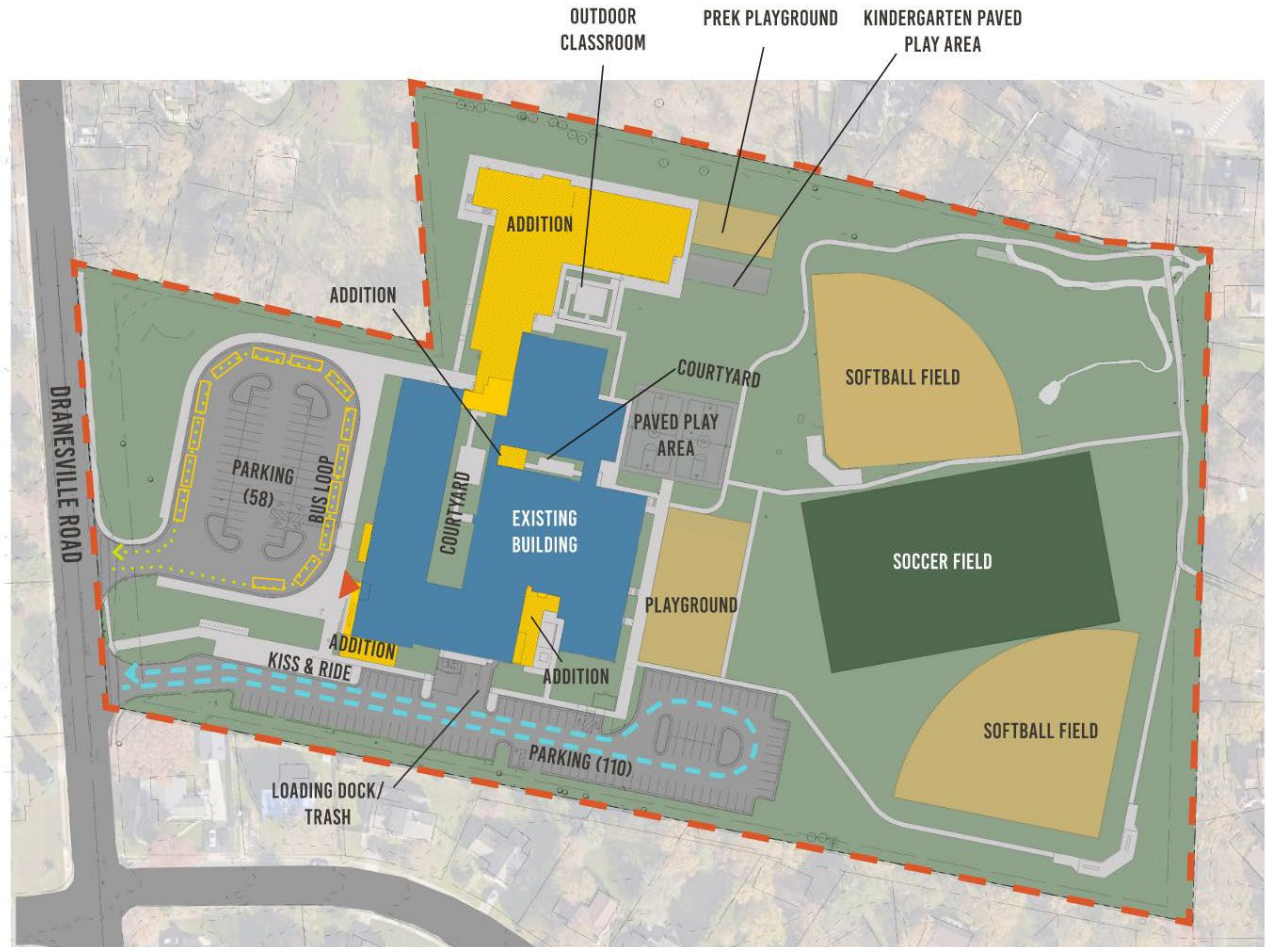 OUTDOOR
CLASSROOM
PREK PLAYGROUND
KINDERGARTEN PAVED
PLAY AREA
ADDITION
ADDITION
COURTYARD
SOFTBALL FIELD
DRANESVILLE ROAD
PARKING
(58)
BUS LOOP
COURTYARD
PAVED PLAY
AREA
EXISTING
BUILDING
SOCCER FIELD
PLAYGROUND
ADDITION
KISS & RIDE
ADDITION
SOFTBALL FIELD
PARKING (110)
LOADING DOCK/
TRASH